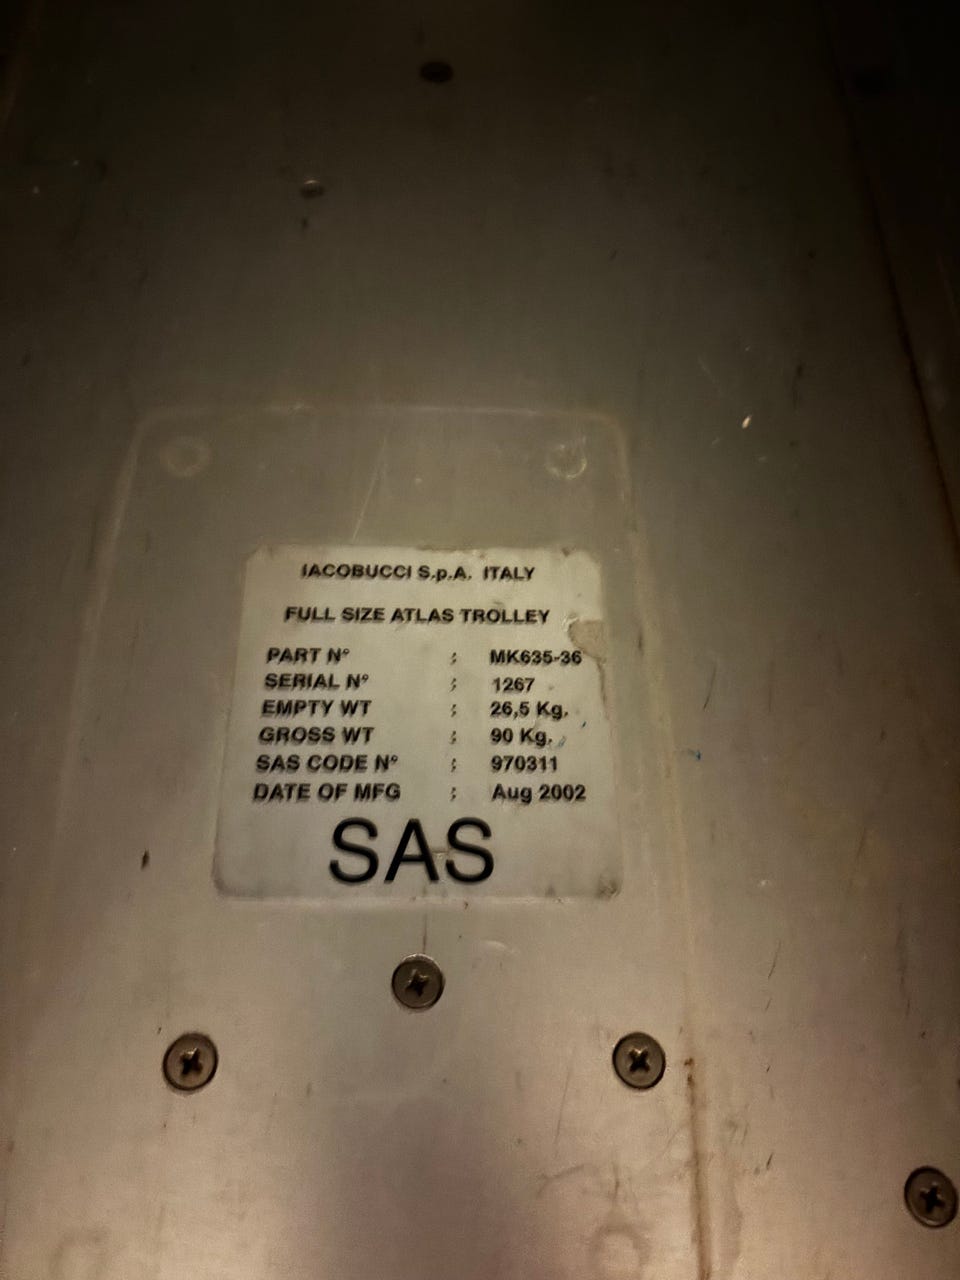 IACOBUCCI S.p.A. ITALY
FULL SIZE ATLAS TROLLEY
PART N° : MK635-36
SERIAL N° : 1267
EMPTY WT : 26,5 Kg.
GROSS WT : 90 Kg.
SAS CODE N° : 970311
DATE OF MFG : Aug 2002
SAS